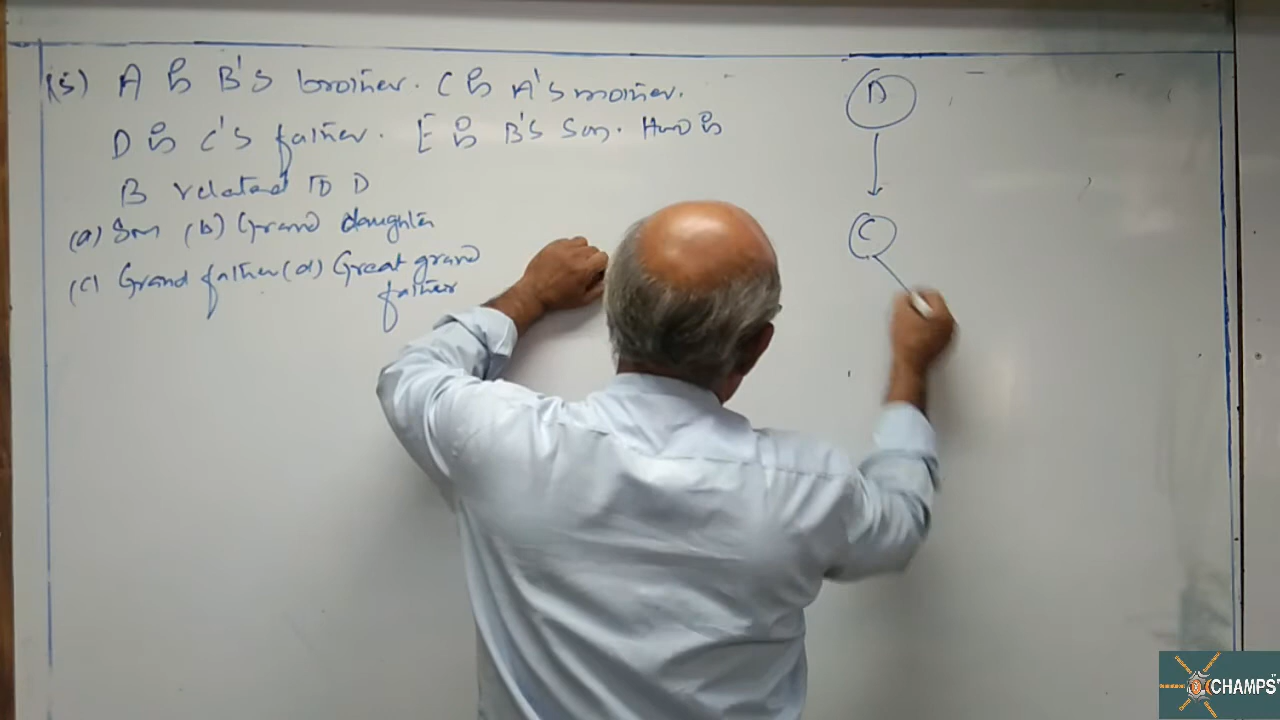 (5) A is B's brother. C is A's mother.
D is C's father. E is B's Son. How is
B related To D
(a) Son (b) Grand daughter
(c) Grand father (d) Great grand
father
D
C
CHAMPS